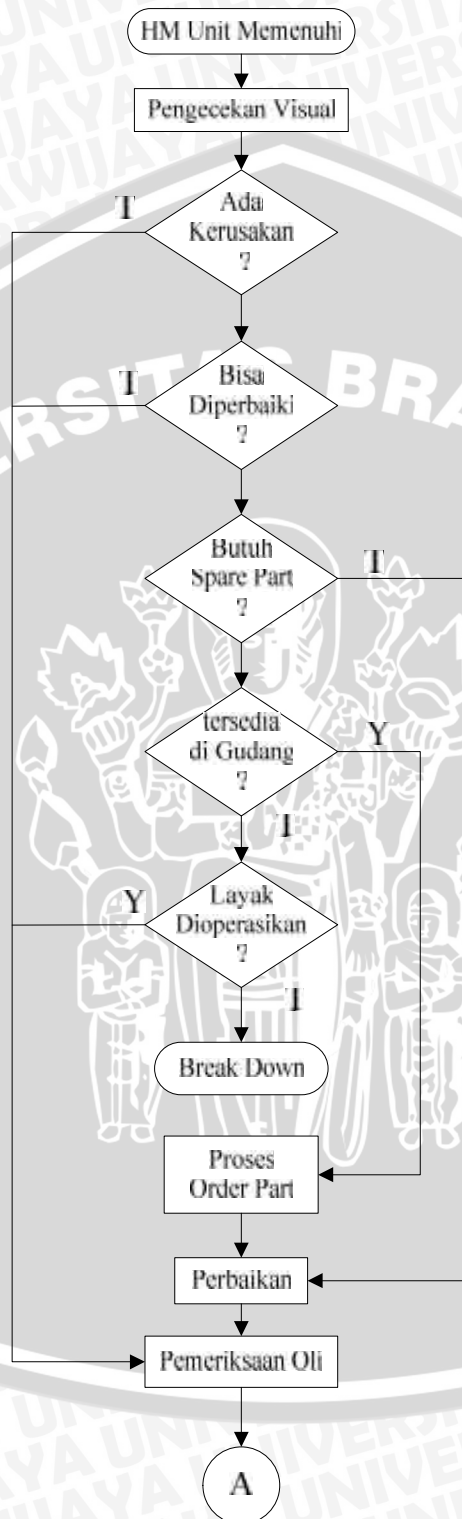 HM Unit Memenuhi
Pengecekan Visual
T
Ada
Kerusakan
?
T
Bisa
Diperbaiki
?
Butuh
Spare Part
?
T
tersedia
di Gudang
?
Y
T
Y
Layak
Dioperasikan
?
T
Break Down
Proses
Order Part
Perbaikan
Pemeriksaan Oli
A